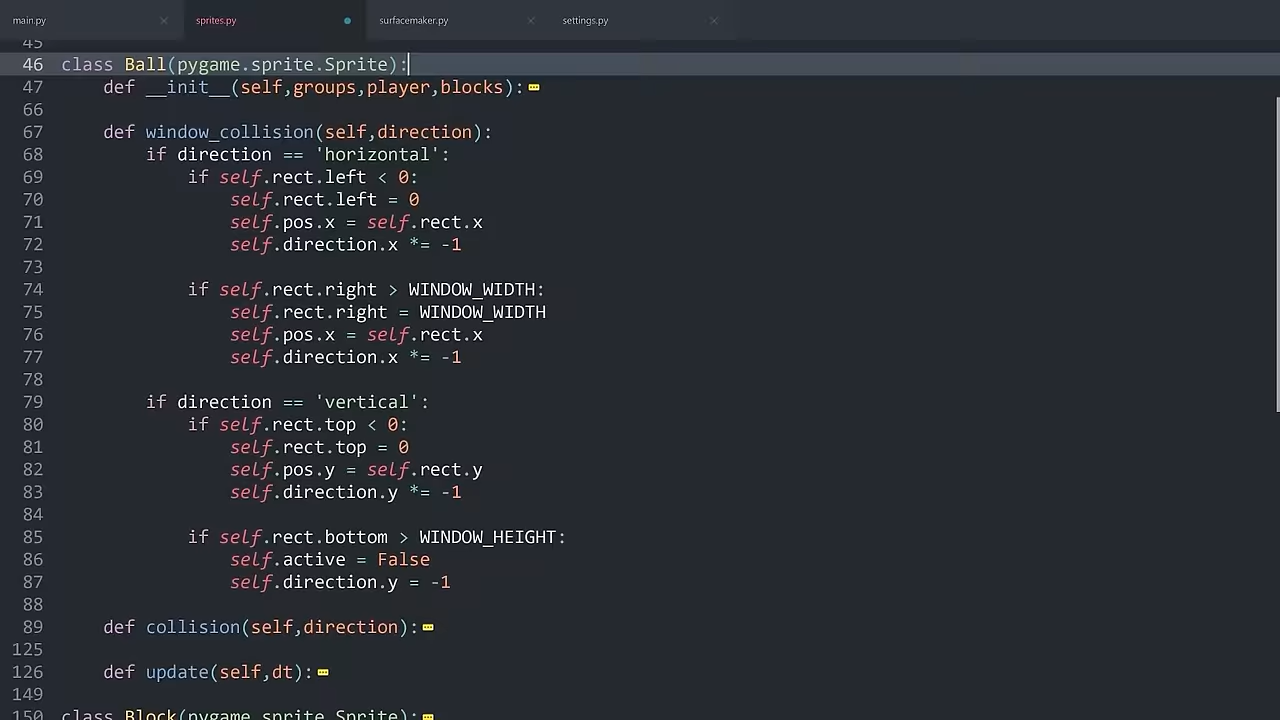 main.py sprites.py surfacemaker.py settings.py
45
46 class Ball(pygame.sprite.Sprite):
47     def __init__(self,groups,player,blocks):
66
67     def window_collision(self,direction):
68         if direction == 'horizontal':
69             if self.rect.left < 0:
70                 self.rect.left = 0
71                 self.pos.x = self.rect.x
72                 self.direction.x *= -1
73
74             if self.rect.right > WINDOW_WIDTH:
75                 self.rect.right = WINDOW_WIDTH
76                 self.pos.x = self.rect.x
77                 self.direction.x *= -1
78
79         if direction == 'vertical':
80             if self.rect.top < 0:
81                 self.rect.top = 0
82                 self.pos.y = self.rect.y
83                 self.direction.y *= -1
84
85             if self.rect.bottom > WINDOW_HEIGHT:
86                 self.active = False
87                 self.direction.y = -1
88
89     def collision(self,direction):
125
126     def update(self,dt):
149
150 class Block(pygame.sprite.Sprite):